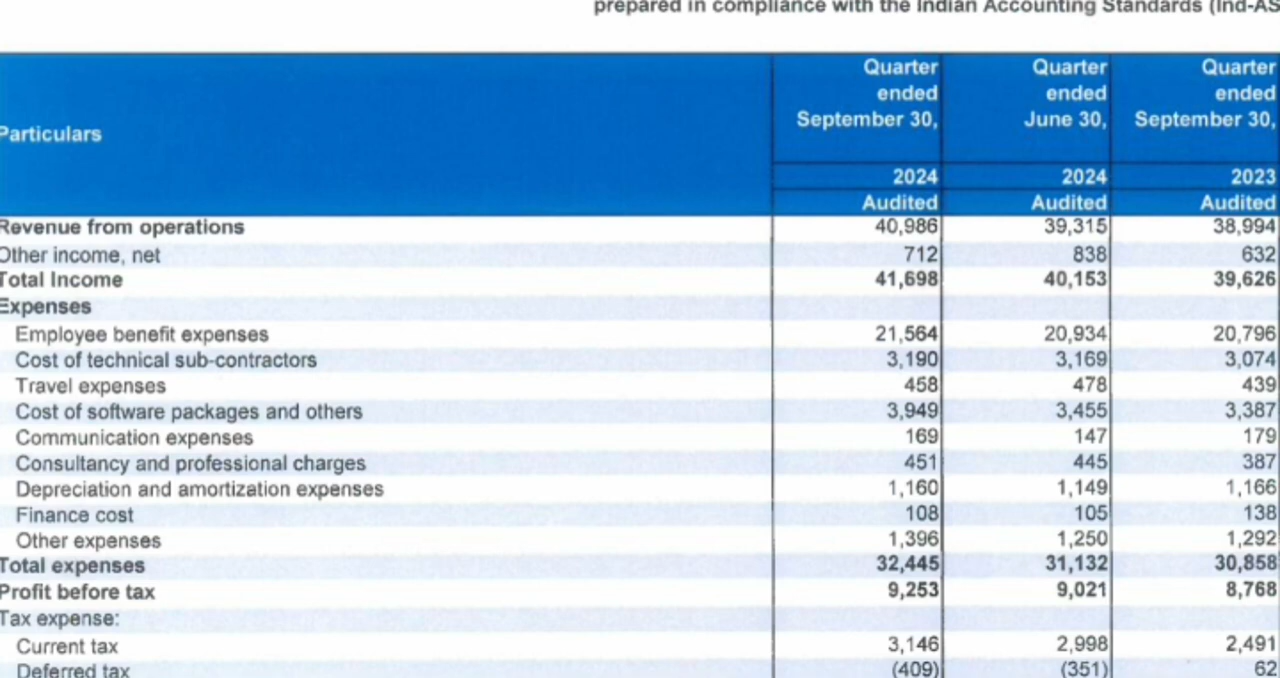 prepared in compliance with the Indian Accounting Standards (Ind-AS
Particulars
Quarter ended September 30, 2024 Audited
Quarter ended June 30, 2024 Audited
Quarter ended September 30, 2023 Audited
Revenue from operations 40,986 39,315 38,994
Other income, net 712 838 632
Total Income 41,698 40,153 39,626
Expenses
Employee benefit expenses 21,564 20,934 20,796
Cost of technical sub-contractors 3,190 3,169 3,074
Travel expenses 458 478 439
Cost of software packages and others 3,949 3,455 3,387
Communication expenses 169 147 179
Consultancy and professional charges 451 445 387
Depreciation and amortization expenses 1,160 1,149 1,166
Finance cost 108 105 138
Other expenses 1,396 1,250 1,292
Total expenses 32,445 31,132 30,858
Profit before tax 9,253 9,021 8,768
Tax expense:
Current tax 3,146 2,998 2,491
Deferred tax (409) (351) 62